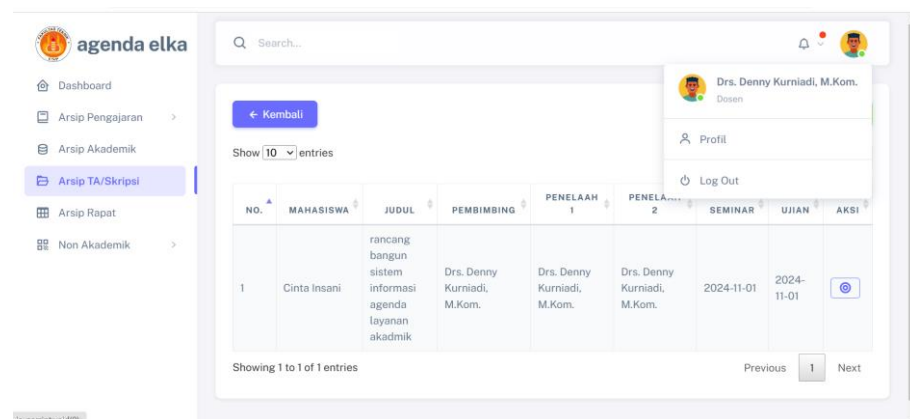 agenda elka
Search...
Drs. Denny Kurniadi, M.Kom.
Dosen
Profil
Log Out
Dashboard
Arsip Pengajaran
Arsip Akademik
Arsip TA/Skripsi
Arsip Rapat
Non Akademik
← Kembali
Show 10 entries
NO. MAHASISWA JUDUL PEMBIMBING PENELAAH 1 PENELAAH 2 SEMINAR UJIAN AKSI
1 Cinta Insani
rancang
bangun
sistem
informasi
agenda
layanan
akadmik
Drs. Denny
Kurniadi,
M.Kom.
Drs. Denny
Kurniadi,
M.Kom.
Drs. Denny
Kurniadi,
M.Kom.
2024-11-01
2024-
11-01
Showing 1 to 1 of 1 entries
Previous 1 Next